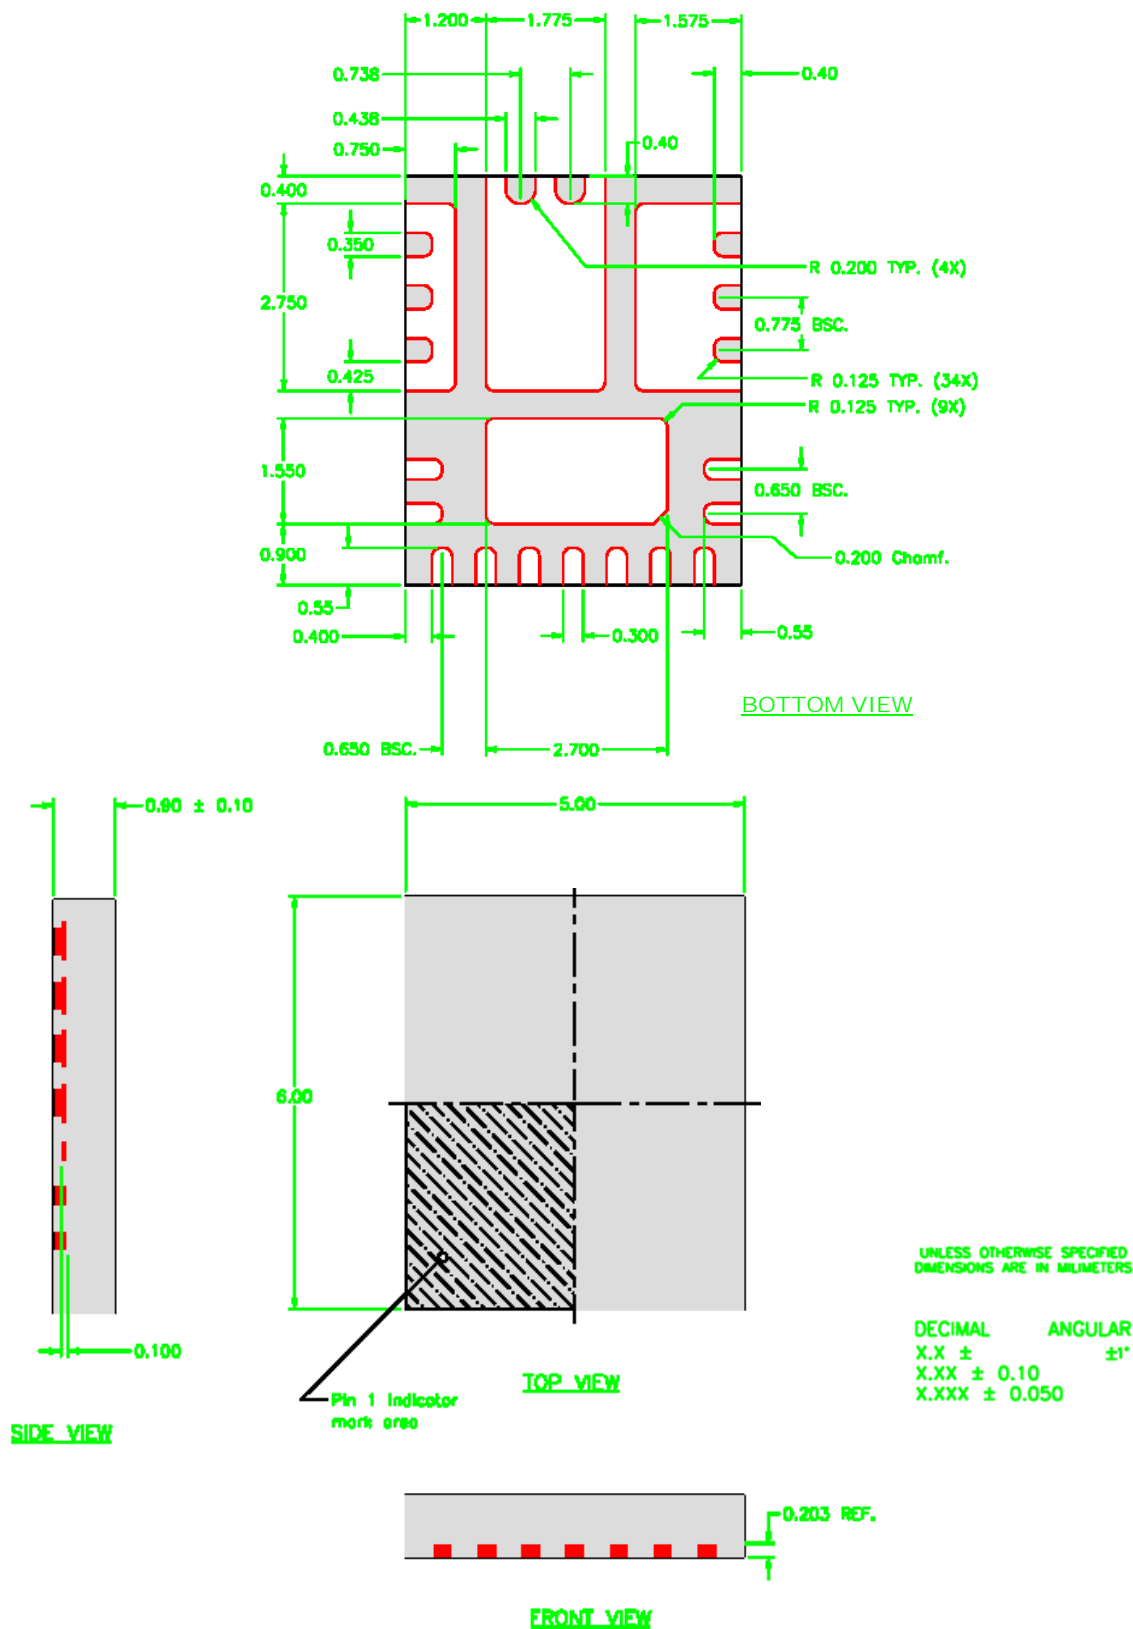 1.200 1.775 1.575
0.738 0.40
0.438
0.750 0.40
0.400
0.350
R 0.200 TYP. (4X)
2.750
0.775 BSC.
0.425
R 0.125 TYP. (34X)
R 0.125 TYP. (9X)
1.550
0.650 BSC.
0.900
0.200 Chamf.
0.55
0.400 0.300 0.55
BOTTOM VIEW
0.650 BSC. 2.700
0.90 ± 0.10 5.00
6.00
UNLESS OTHERWISE SPECIFIED
DIMENSIONS ARE IN MILIMETERS
DECIMAL ANGULAR
X.X ± ±1°
X.XX ± 0.10
X.XXX ± 0.050
0.100
TOP VIEW
Pin 1 Indicator
mark area
SIDE VIEW
0.203 REF.
FRONT VIEW